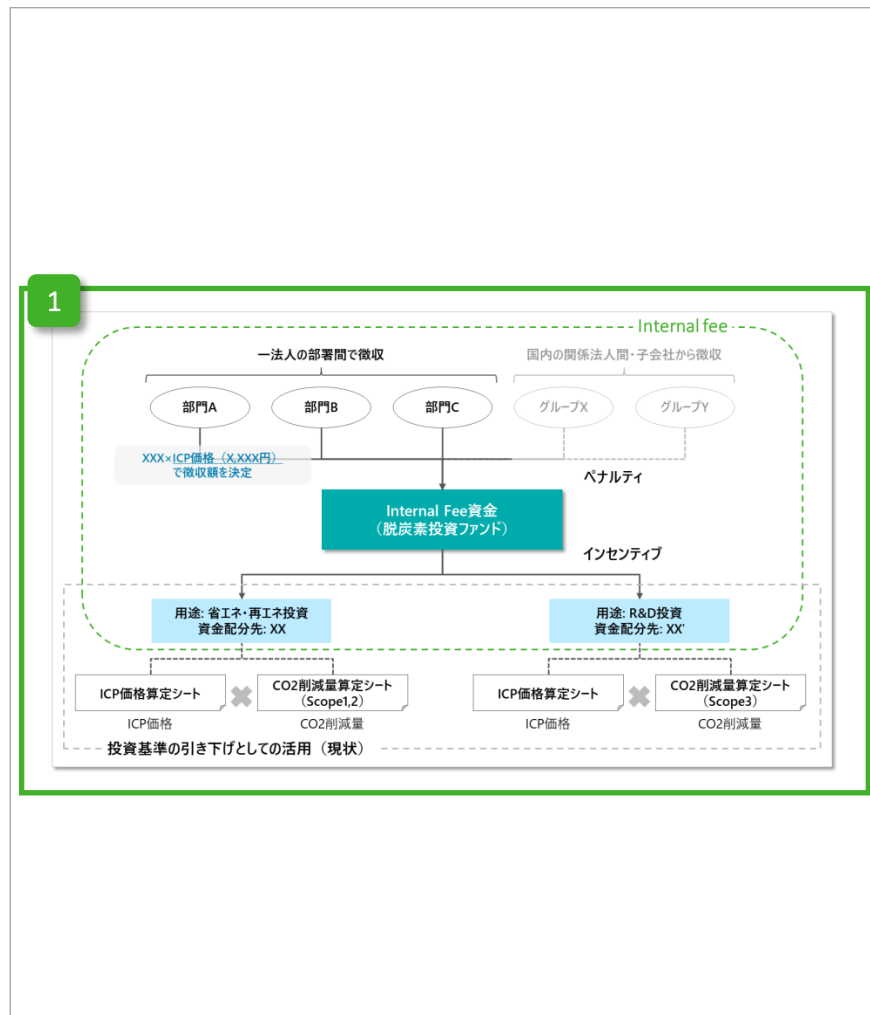 1
Internal fee
一法人の部署間で徴収
国内の関係法人間・子会社から徴収
部門A
部門B
部門C
グループX
グループY
XXX×ICP価格（X,XXX円）
で徴収額を決定
ペナルティ
Internal Fee資金
（脱炭素投資ファンド）
インセンティブ
用途: 省エネ・再エネ投資
資金配分先: XX
用途: R&D投資
資金配分先: XX’
ICP価格算定シート
CO2削減量算定シート
（Scope1,2）
ICP価格算定シート
CO2削減量算定シート
（Scope3）
ICP価格
CO2削減量
ICP価格
CO2削減量
投資基準の引き下げとしての活用（現状）